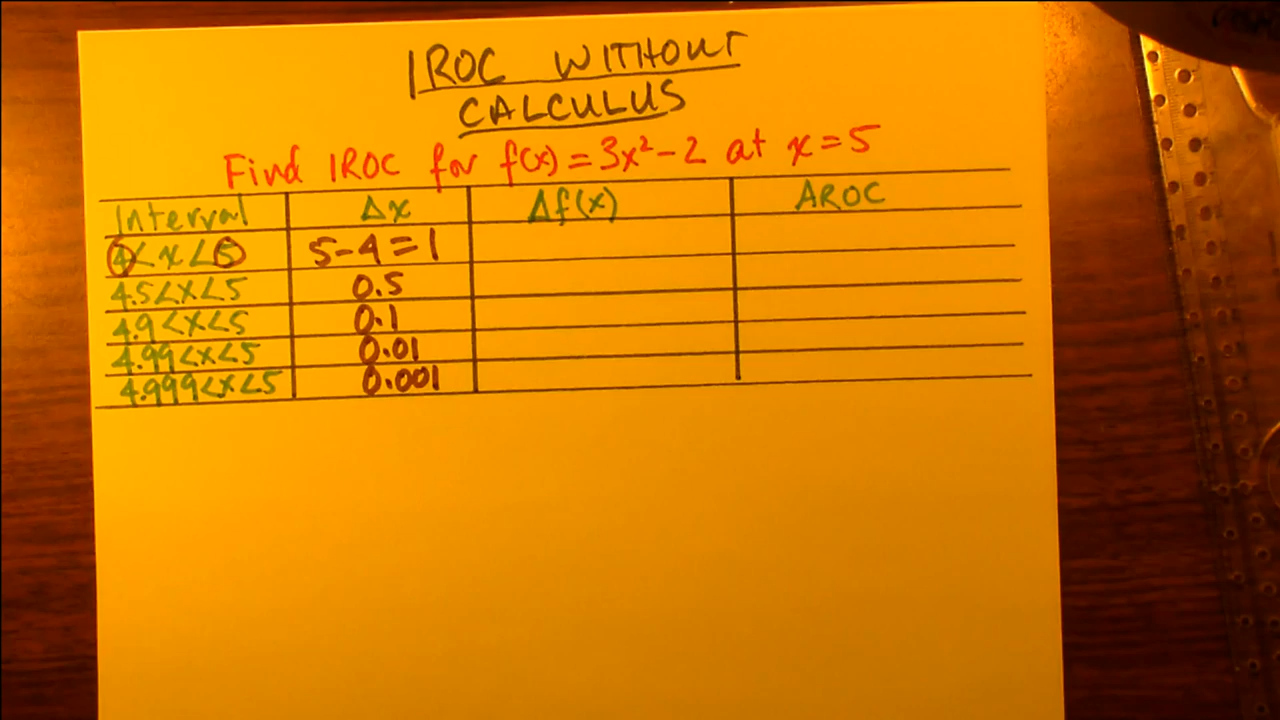 IROC WITHOUT
CALCULUS
Find IROC for f(x) = 3x² - 2 at x = 5
Interval Δx Δf(x) AROC
4<x<5 5-4=1
4.5<x<5 0.5
4.9<x<5 0.1
4.99<x<5 0.01
4.999<x<5 0.001